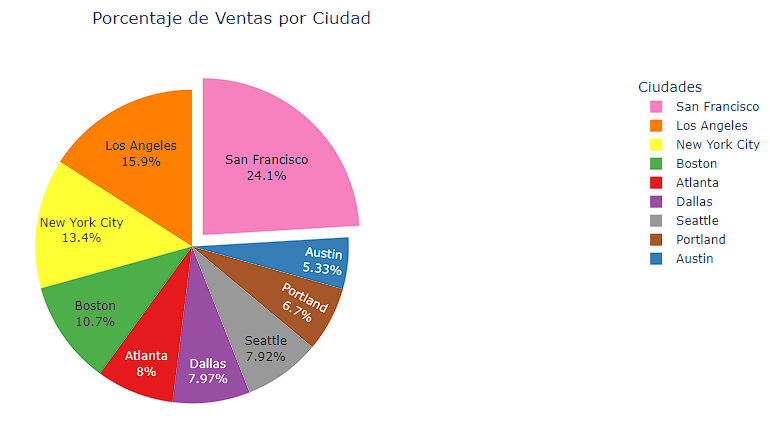 Porcentaje de Ventas por Ciudad
San Francisco
24.1%
Los Angeles
15.9%
New York City
13.4%
Boston
10.7%
Atlanta
8%
Dallas
7.97%
Seattle
7.92%
Portland
6.7%
Austin
5.33%
Ciudades
San Francisco
Los Angeles
New York City
Boston
Atlanta
Dallas
Seattle
Portland
Austin